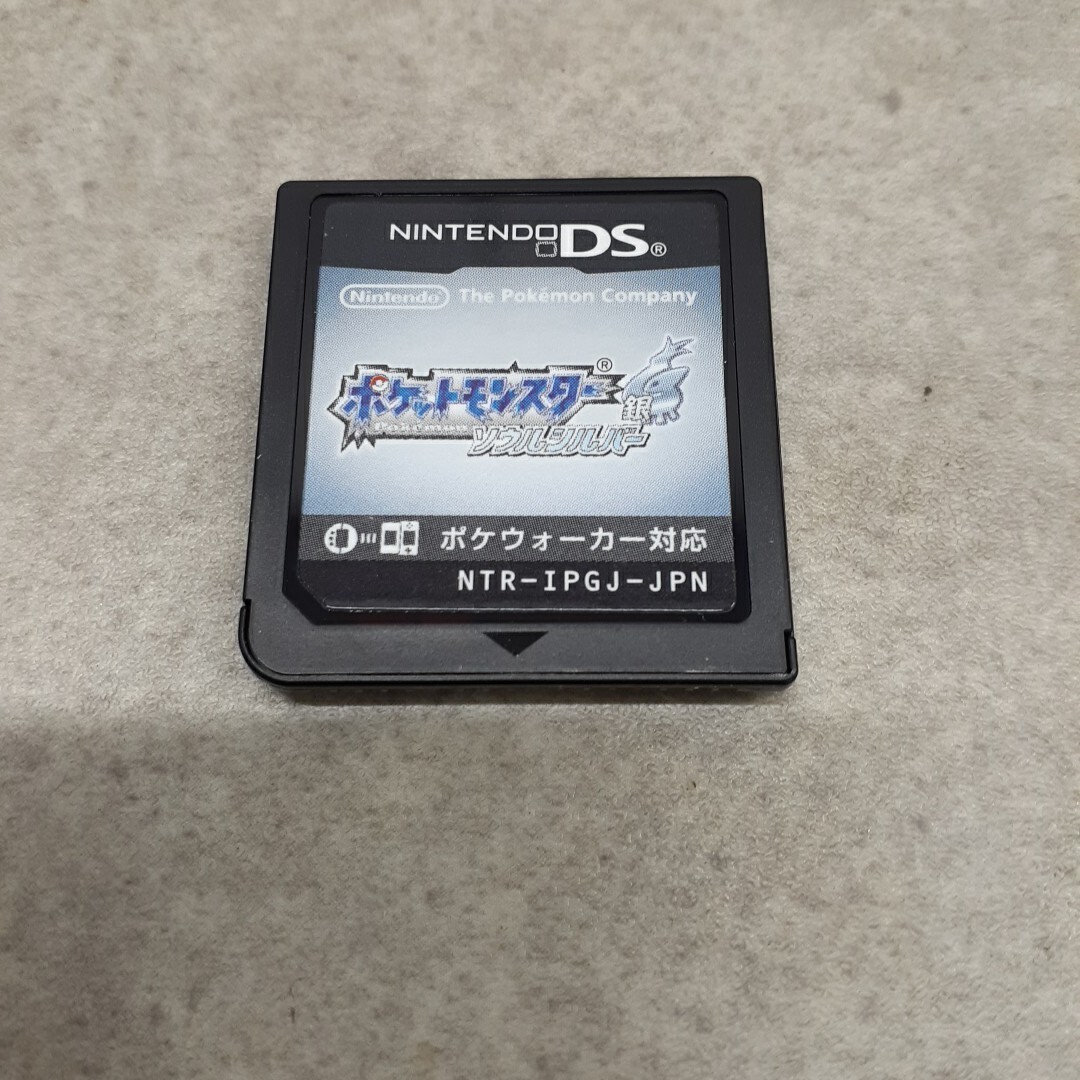 NINTENDO DS®
Nintendo The Pokémon Company
ポケットモンスター®
Pokémon
銀
ソウルシルバー
ポケウォーカー対応
NTR-IPGJ-JPN